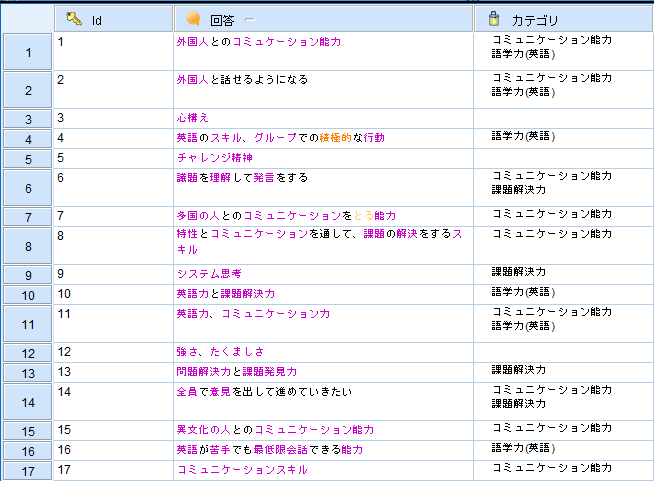 Id 回答 カテゴリ
1 1 外国人とのコミュケーション能力 コミュニケーション能力
語学力(英語)
2 2 外国人と話せるようになる コミュニケーション能力
語学力(英語)
3 3 心構え
4 4 英語のスキル、グループでの積極的な行動 語学力(英語)
5 5 チャレンジ精神
6 6 議題を理解して発言をする コミュニケーション能力
課題解決力
7 7 多国の人とのコミュニケーションをとる能力 コミュニケーション能力
8 8 特性とコミュニケーションを通して、課題の解決をするス コミュニケーション能力
キル
9 9 システム思考 課題解決力
10 10 英語力と課題解決力 語学力(英語)
11 11 英語力、コミュニケーション力 コミュニケーション能力
語学力(英語)
12 12 強さ、たくましさ
13 13 問題解決力と課題発見力 課題解決力
14 14 全員で意見を出して進めていきたい コミュニケーション能力
課題解決力
15 15 異文化の人とのコミュニケーション能力 コミュニケーション能力
16 16 英語が苦手でも最低限会話できる能力 語学力(英語)
17 17 コミュニケーションスキル コミュニケーション能力